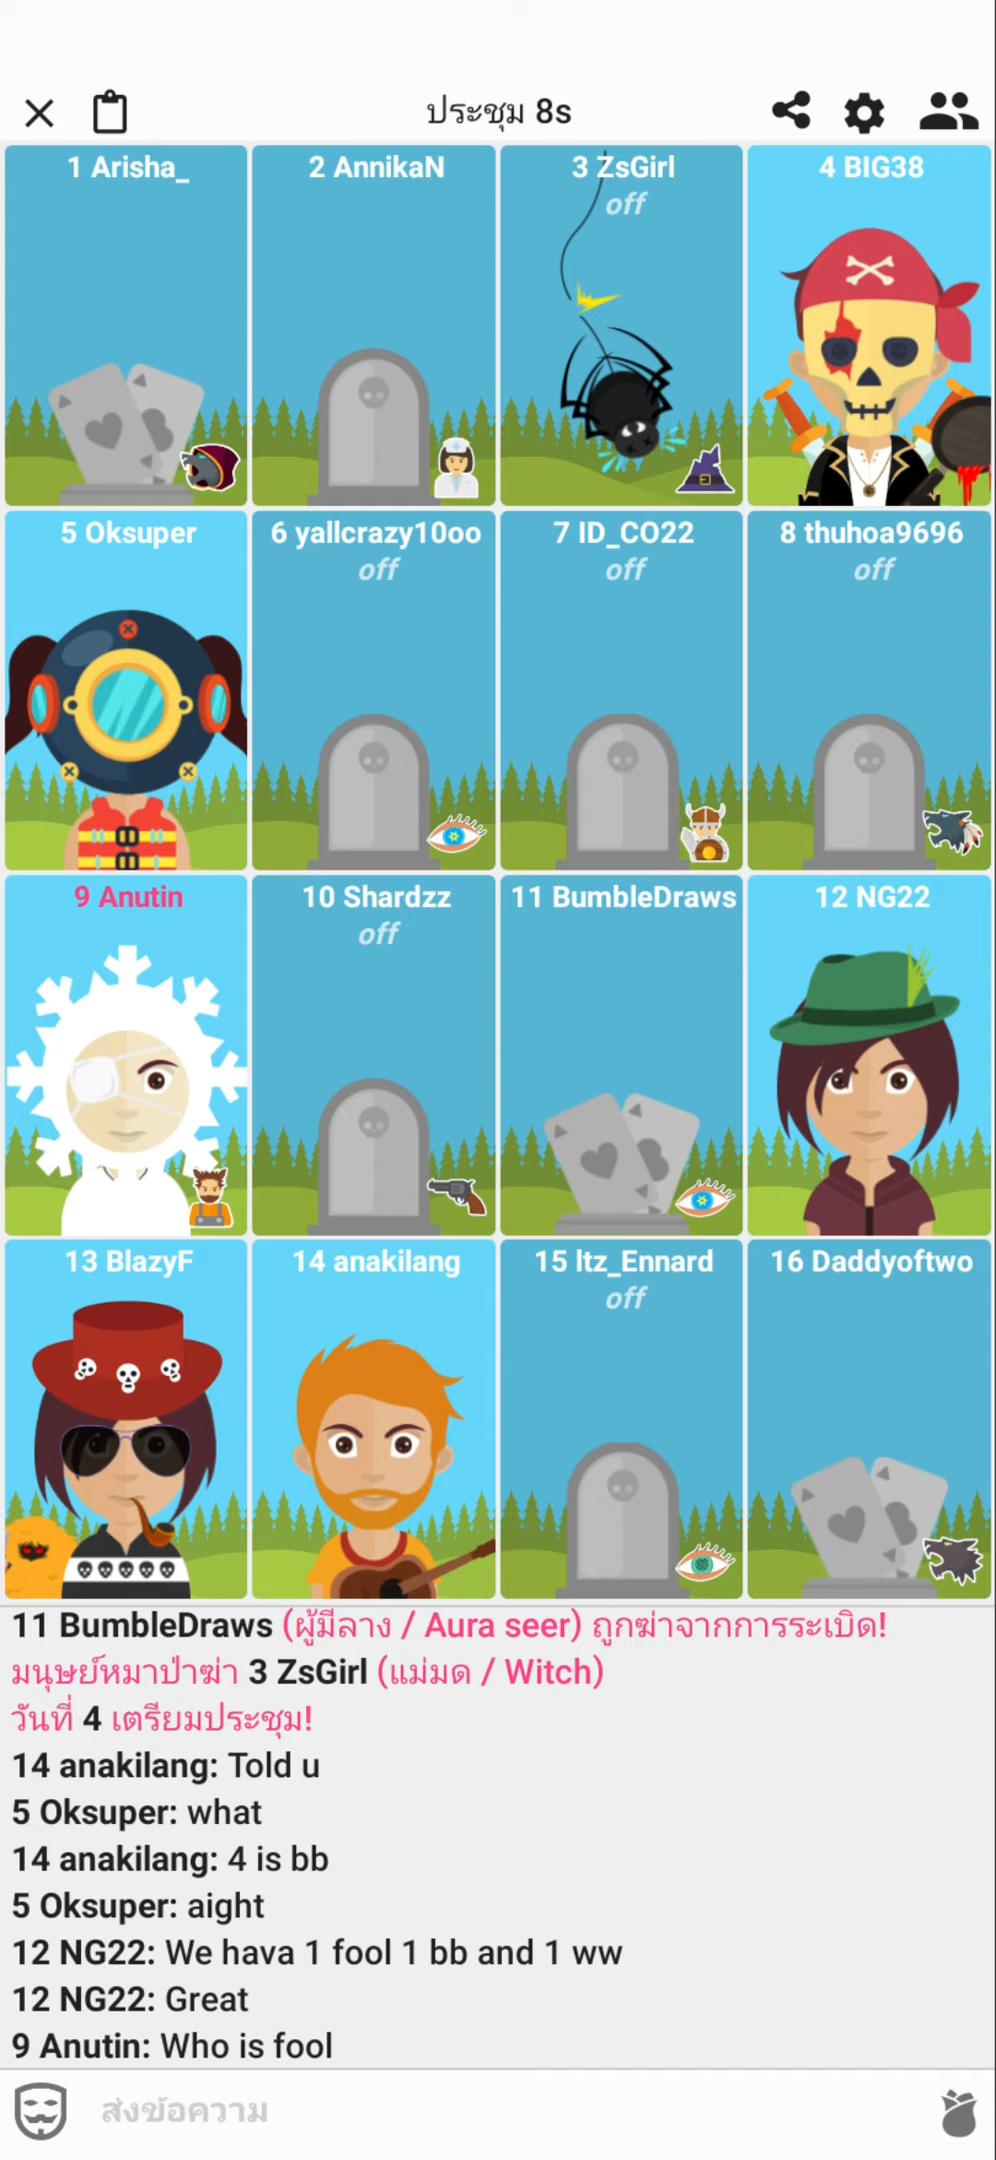 ประชุม 8s
1 Arisha_
2 AnnikaN
3 ZsGirl
off
4 BIG38
5 Oksuper
6 yallcrazy10oo
off
7 ID_CO22
off
8 thuhoa9696
off
9 Anutin
10 Shardzz
off
11 BumbleDraws
12 NG22
13 BlazyF
14 anakilang
15 ltz_Ennard
off
16 Daddyoftwo
11 BumbleDraws (ผู้มีลาง / Aura seer) ถูกฆ่าจากการระเบิด!
มนุษย์หมาป่าฆ่า 3 ZsGirl (แม่มด / Witch)
วันที่ 4 เตรียมประชุม!
14 anakilang: Told u
5 Oksuper: what
14 anakilang: 4 is bb
5 Oksuper: aight
12 NG22: We hava 1 fool 1 bb and 1 ww
12 NG22: Great
9 Anutin: Who is fool
ส่งข้อความ